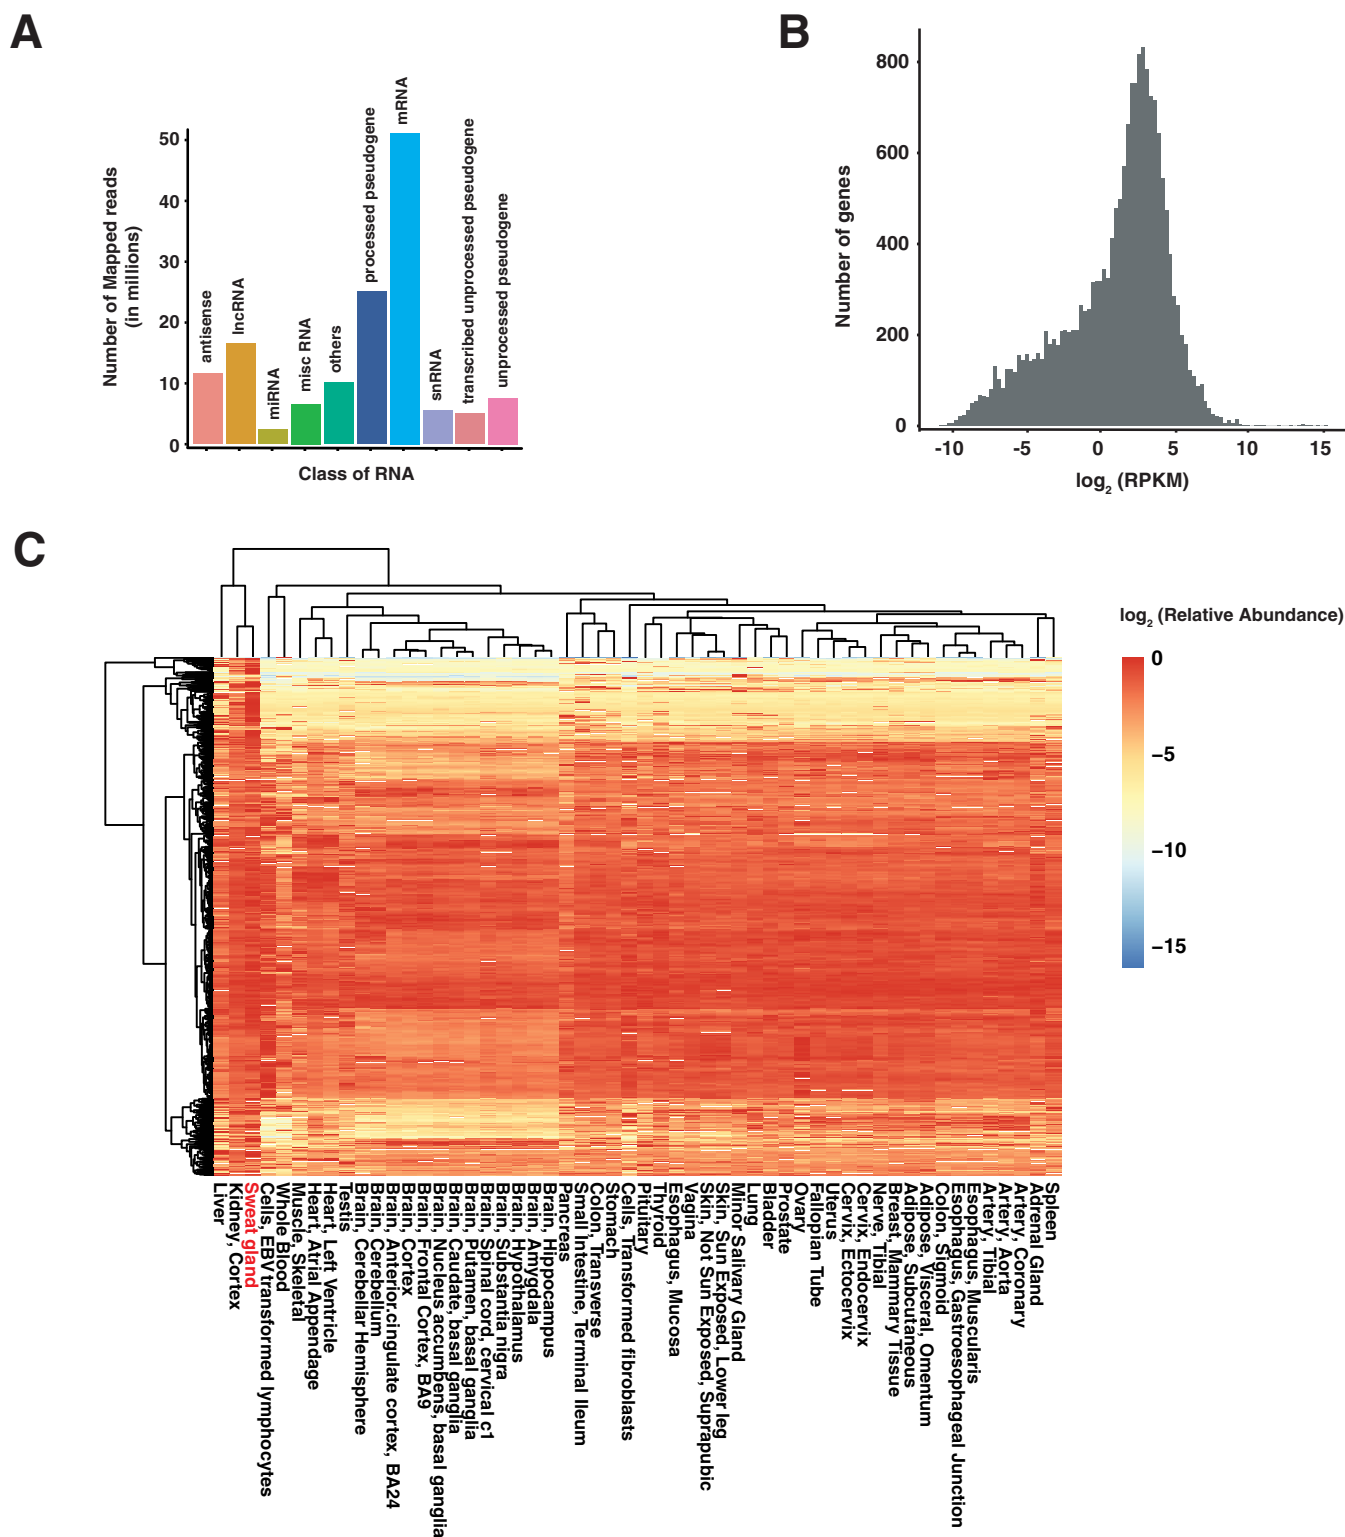 A
Number of Mapped reads
(in millions)
50
40
30
20
10
0
antisense
lncRNA
miRNA
misc RNA
others
processed pseudogene
mRNA
snRNA
transcribed unprocessed pseudogene
unprocessed pseudogene
Class of RNA
B
Number of genes
800
600
400
200
0
-10
-5
0
5
10
15
log₂ (RPKM)
C
log₂ (Relative Abundance)
0
−5
−10
−15
Liver
Kidney, Cortex
Sweat gland
Cells, EBV transformed lymphocytes
Whole Blood
Muscle, Skeletal
Heart, Atrial Appendage
Heart, Left Ventricle
Testis
Brain, Cerebellar Hemisphere
Brain, Cerebellum
Brain, Anterior.cingulate cortex, BA24
Brain, Cortex
Brain, Frontal Cortex, BA9
Brain, Nucleus accumbens, basal ganglia
Brain, Caudate, basal ganglia
Brain, Putamen, basal ganglia
Brain, Spinal cord, cervical c1
Brain, Substantia nigra
Brain, Hypothalamus
Brain, Amygdala
Brain, Hippocampus
Pancreas
Small Intestine, Terminal Ileum
Colon, Transverse
Stomach
Cells, Transformed fibroblasts
Pituitary
Thyroid
Esophagus, Mucosa
Vagina
Skin, Not Sun Exposed, Suprapubic
Skin, Sun Exposed, Lower leg
Minor Salivary Gland
Lung
Bladder
Prostate
Ovary
Fallopian Tube
Uterus
Cervix, Ectocervix
Cervix, Endocervix
Nerve, Tibial
Breast, Mammary Tissue
Adipose, Subcutaneous
Adipose, Visceral, Omentum
Colon, Sigmoid
Esophagus, Gastroesophageal Junction
Esophagus, Muscularis
Artery, Tibial
Artery, Aorta
Artery, Coronary
Adrenal Gland
Spleen